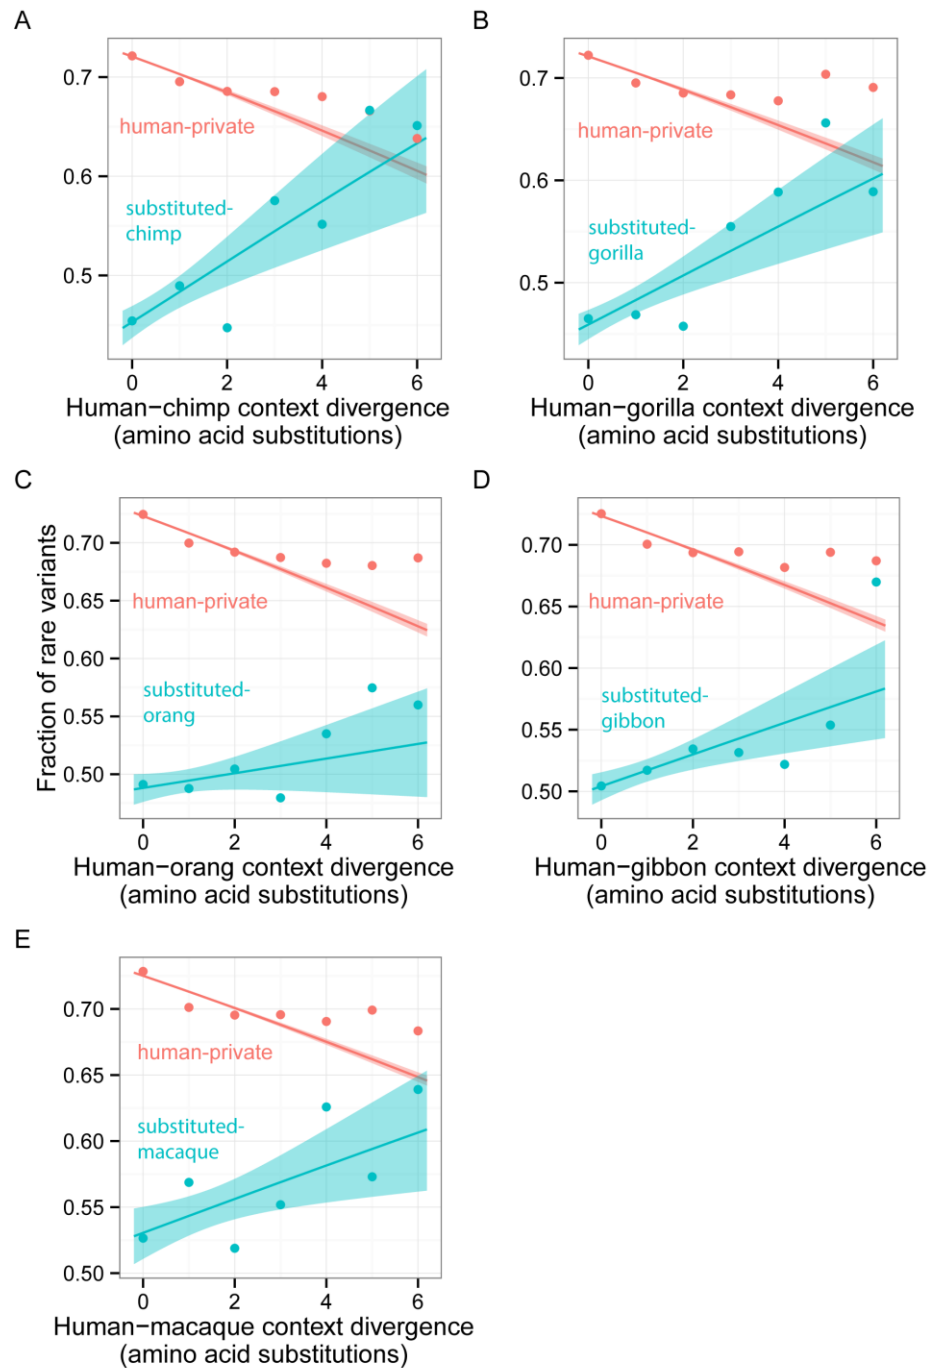 A
0.7
0.6
0.5
human-private
substituted-
chimp
0 2 4 6
Human−chimp context divergence
(amino acid substitutions)
B
0.7
0.6
0.5
human-private
substituted-
gorilla
0 2 4 6
Human−gorilla context divergence
(amino acid substitutions)
Fraction of rare variants
C
0.70
0.65
0.60
0.55
0.50
human-private
substituted-
orang
0 2 4 6
Human−orang context divergence
(amino acid substitutions)
D
0.70
0.65
0.60
0.55
0.50
human-private
substituted-
gibbon
0 2 4 6
Human−gibbon context divergence
(amino acid substitutions)
E
0.70
0.65
0.60
0.55
0.50
human-private
substituted-
macaque
0 2 4 6
Human−macaque context divergence
(amino acid substitutions)